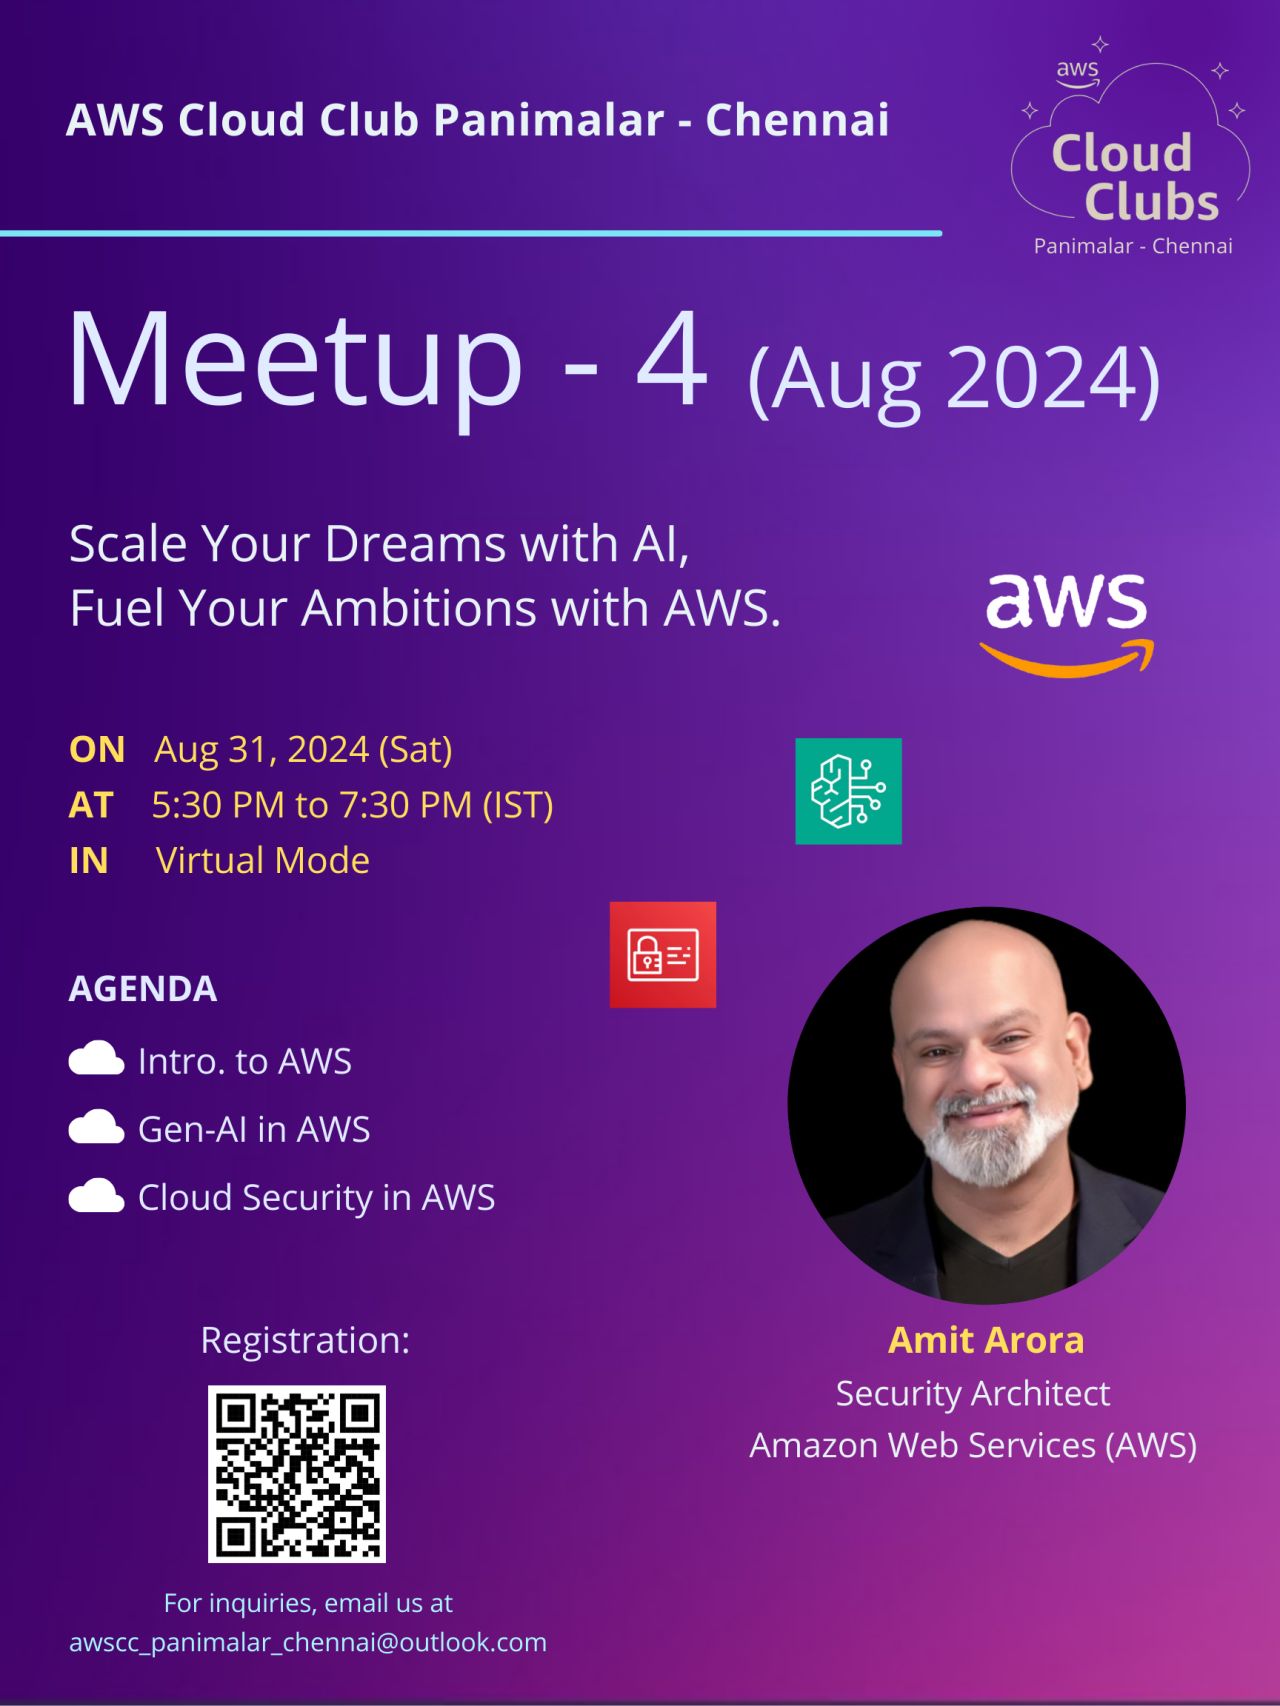 AWS Cloud Club Panimalar - Chennai
aws
Cloud
Clubs
Panimalar - Chennai
Meetup - 4 (Aug 2024)
Scale Your Dreams with AI,
Fuel Your Ambitions with AWS.
aws
ON Aug 31, 2024 (Sat)
AT 5:30 PM to 7:30 PM (IST)
IN Virtual Mode
AGENDA
Intro. to AWS
Gen-AI in AWS
Cloud Security in AWS
Registration:
For inquiries, email us at
awscc_panimalar_chennai@outlook.com
Amit Arora
Security Architect
Amazon Web Services (AWS)